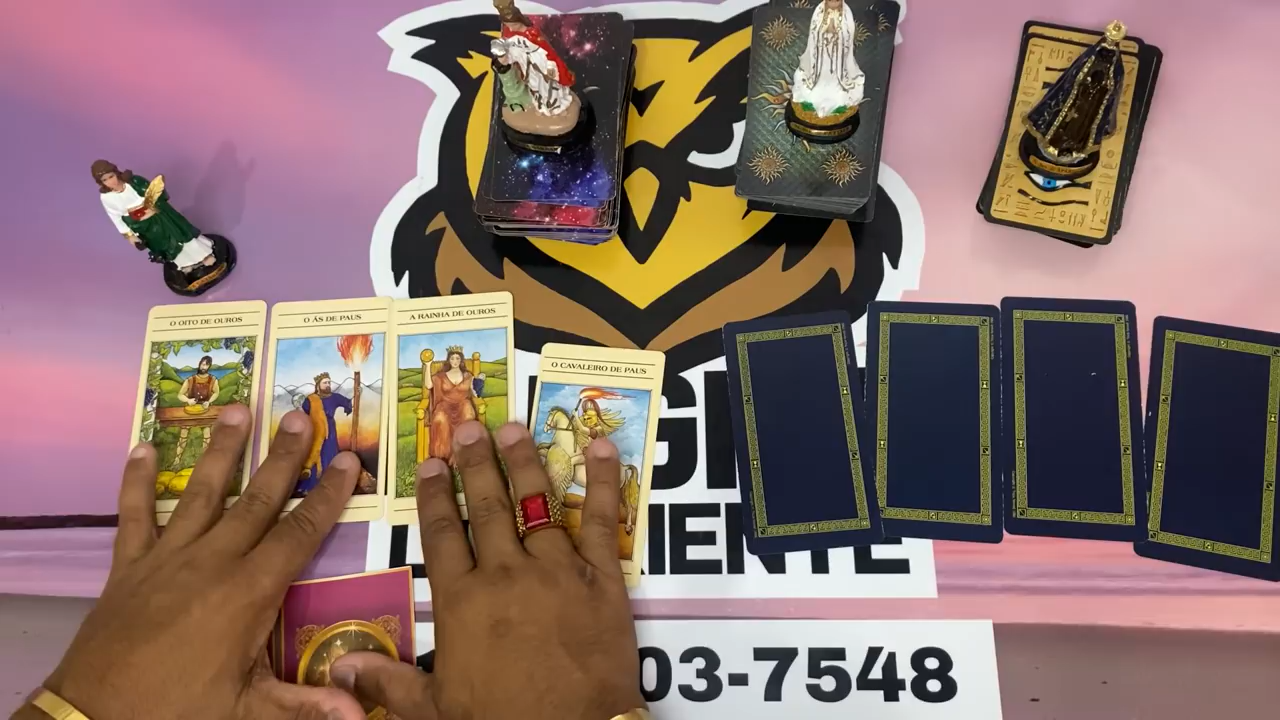 O OITO DE OUROS
O ÁS DE PAUS
A RAINHA DE OUROS
O CAVALEIRO DE PAUS
03-7548